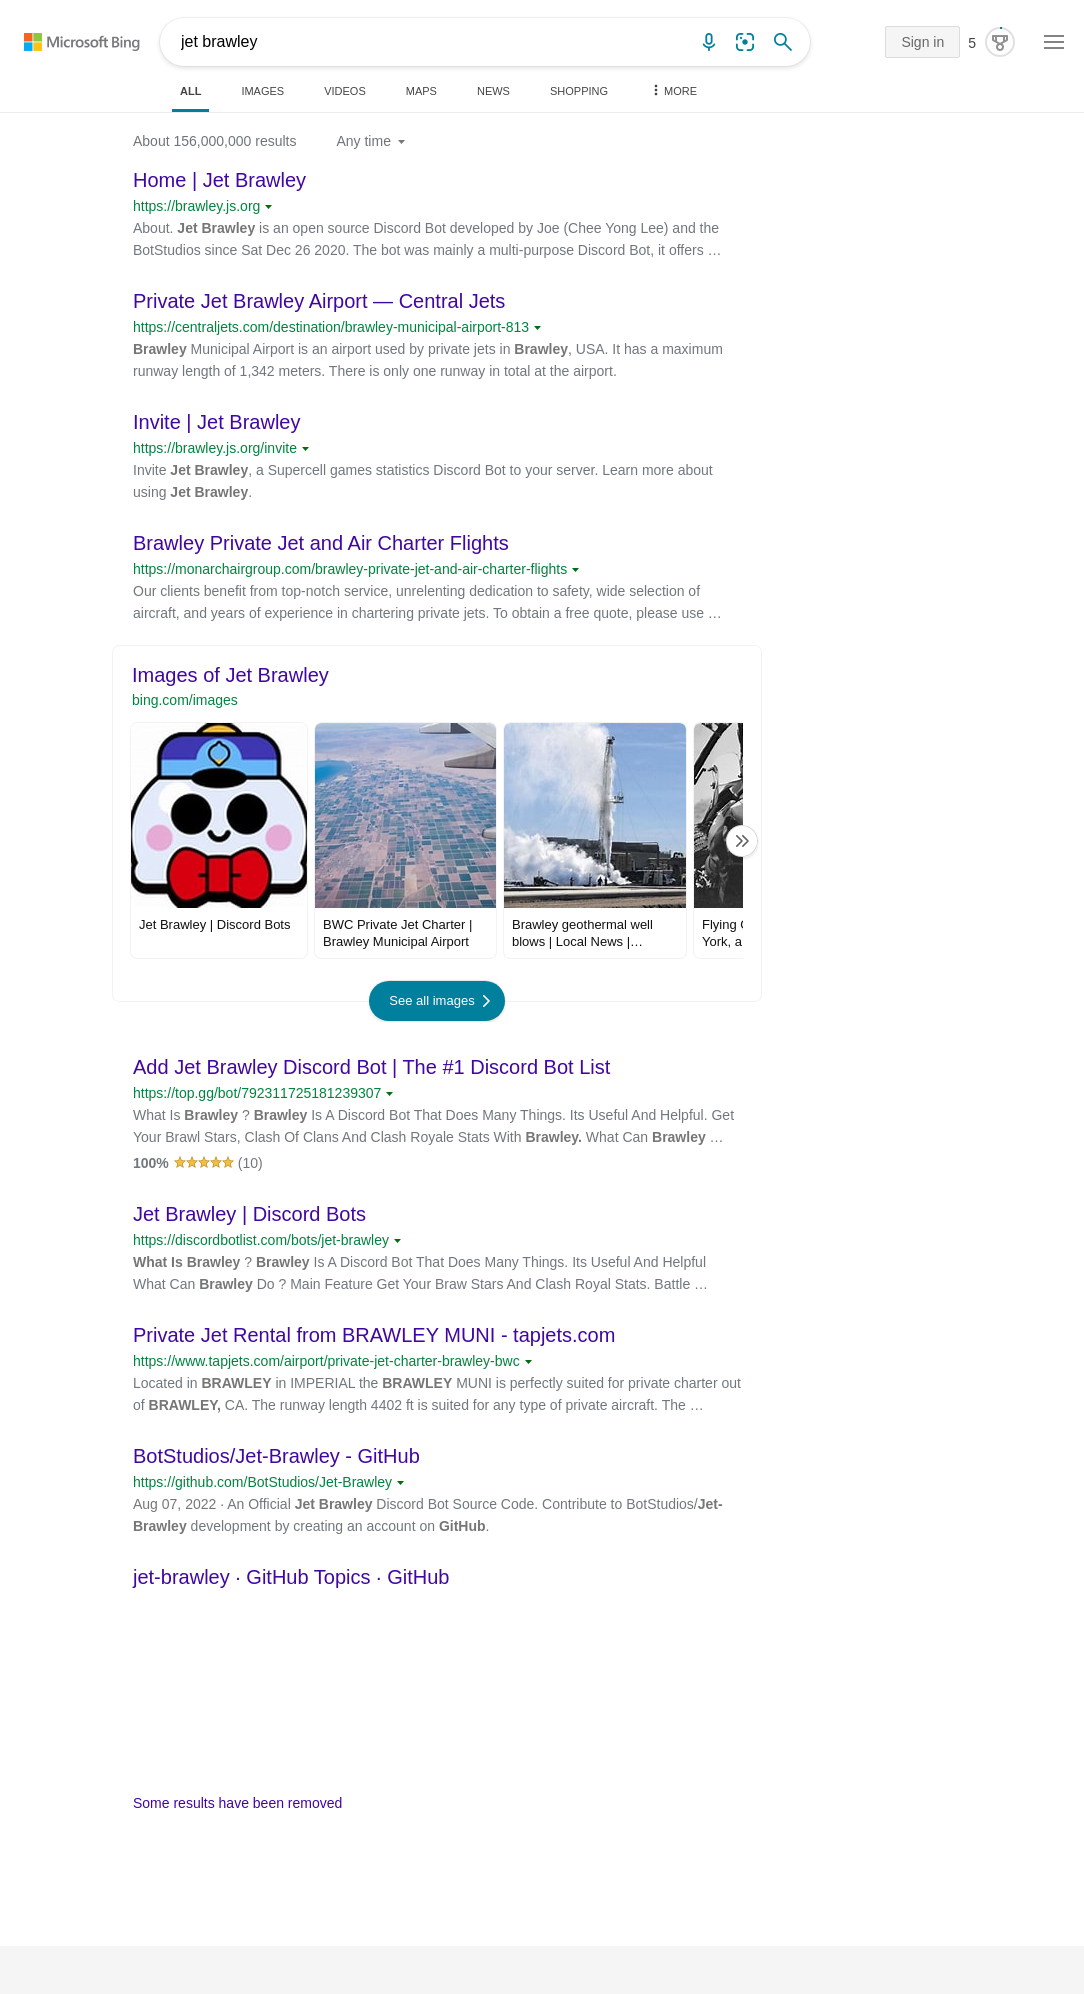 Microsoft Bing
jet brawley
Sign in
5
ALL
IMAGES
VIDEOS
MAPS
NEWS
SHOPPING
MORE
About 156,000,000 results
Any time
Home | Jet Brawley
https://brawley.js.org
About. Jet Brawley is an open source Discord Bot developed by Joe (Chee Yong Lee) and the
BotStudios since Sat Dec 26 2020. The bot was mainly a multi-purpose Discord Bot, it offers …
Private Jet Brawley Airport — Central Jets
https://centraljets.com/destination/brawley-municipal-airport-813
Brawley Municipal Airport is an airport used by private jets in Brawley, USA. It has a maximum
runway length of 1,342 meters. There is only one runway in total at the airport.
Invite | Jet Brawley
https://brawley.js.org/invite
Invite Jet Brawley, a Supercell games statistics Discord Bot to your server. Learn more about
using Jet Brawley.
Brawley Private Jet and Air Charter Flights
https://monarchairgroup.com/brawley-private-jet-and-air-charter-flights
Our clients benefit from top-notch service, unrelenting dedication to safety, wide selection of
aircraft, and years of experience in chartering private jets. To obtain a free quote, please use …
Images of Jet Brawley
bing.com/images
Jet Brawley | Discord Bots
BWC Private Jet Charter |
Brawley Municipal Airport
Brawley geothermal well
blows | Local News |…
Flying
York, a
See all images
Add Jet Brawley Discord Bot | The #1 Discord Bot List
https://top.gg/bot/792311725181239307
What Is Brawley ? Brawley Is A Discord Bot That Does Many Things. Its Useful And Helpful. Get
Your Brawl Stars, Clash Of Clans And Clash Royale Stats With Brawley. What Can Brawley …
100% (10)
Jet Brawley | Discord Bots
https://discordbotlist.com/bots/jet-brawley
What Is Brawley ? Brawley Is A Discord Bot That Does Many Things. Its Useful And Helpful
What Can Brawley Do ? Main Feature Get Your Braw Stars And Clash Royal Stats. Battle …
Private Jet Rental from BRAWLEY MUNI - tapjets.com
https://www.tapjets.com/airport/private-jet-charter-brawley-bwc
Located in BRAWLEY in IMPERIAL the BRAWLEY MUNI is perfectly suited for private charter out
of BRAWLEY, CA. The runway length 4402 ft is suited for any type of private aircraft. The …
BotStudios/Jet-Brawley - GitHub
https://github.com/BotStudios/Jet-Brawley
Aug 07, 2022 · An Official Jet Brawley Discord Bot Source Code. Contribute to BotStudios/Jet-
Brawley development by creating an account on GitHub.
jet-brawley · GitHub Topics · GitHub
Some results have been removed